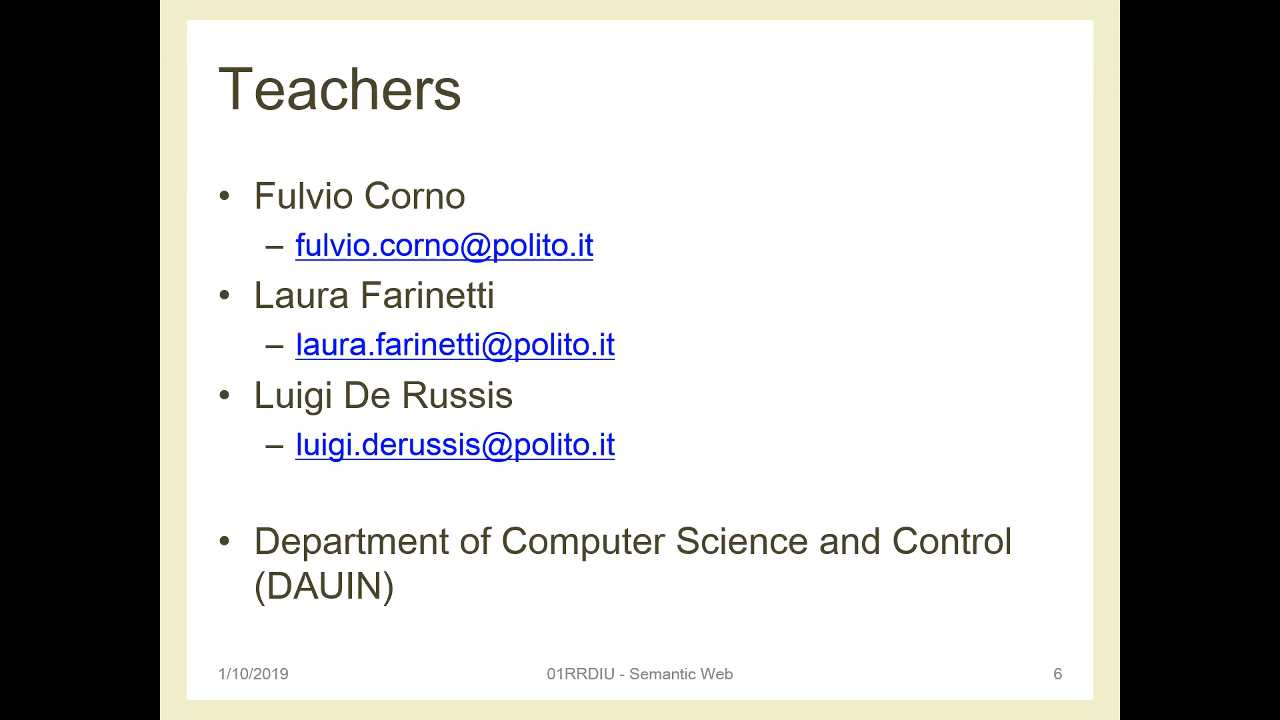 Teachers
• Fulvio Corno
– fulvio.corno@polito.it
• Laura Farinetti
– laura.farinetti@polito.it
• Luigi De Russis
– luigi.derussis@polito.it
• Department of Computer Science and Control
(DAUIN)
1/10/2019 01RRDIU - Semantic Web 6